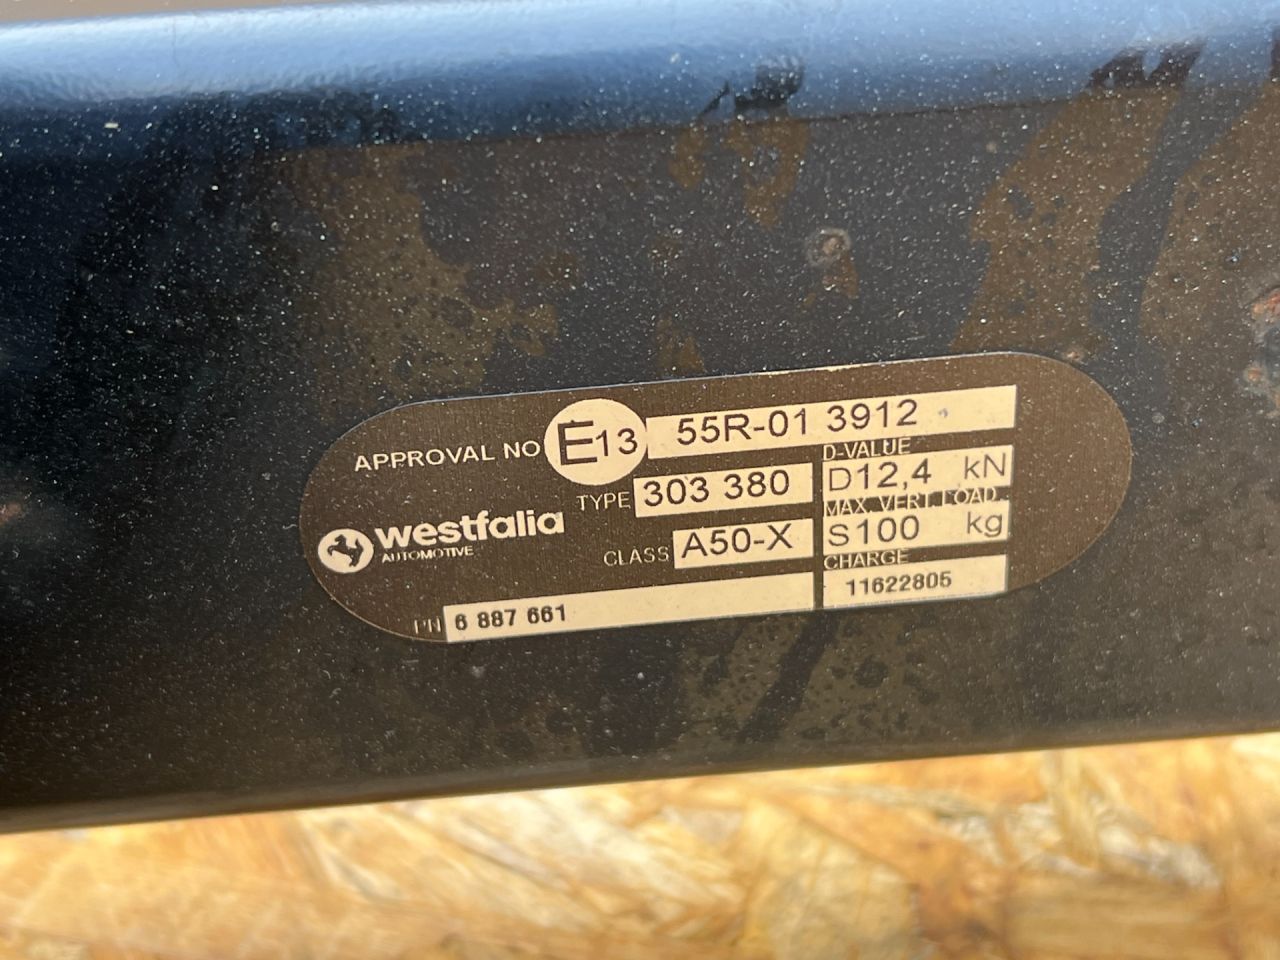 APPROVAL NO E13 55R-01 3912
TYPE 303 380
D-VALUE
D12,4 kN
westfalia
AUTOMOTIVE
CLASS A50-X
MAX. VERT. LOAD
S100 kg
CHARGE
11622805
PN 6 887 661